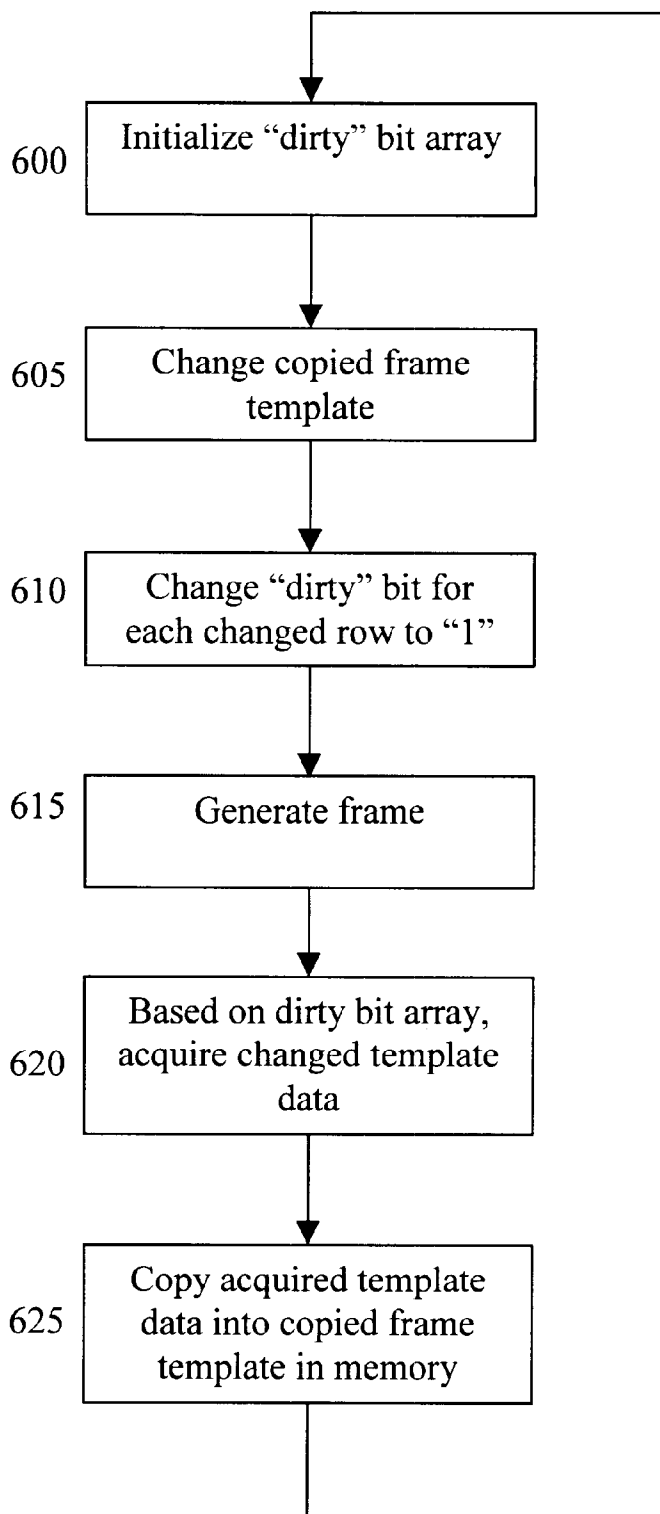 600
Initialize “dirty” bit array
605
Change copied frame
template
610
Change “dirty” bit for
each changed row to “1”
615
Generate frame
620
Based on dirty bit array,
acquire changed template
data
625
Copy acquired template
data into copied frame
template in memory